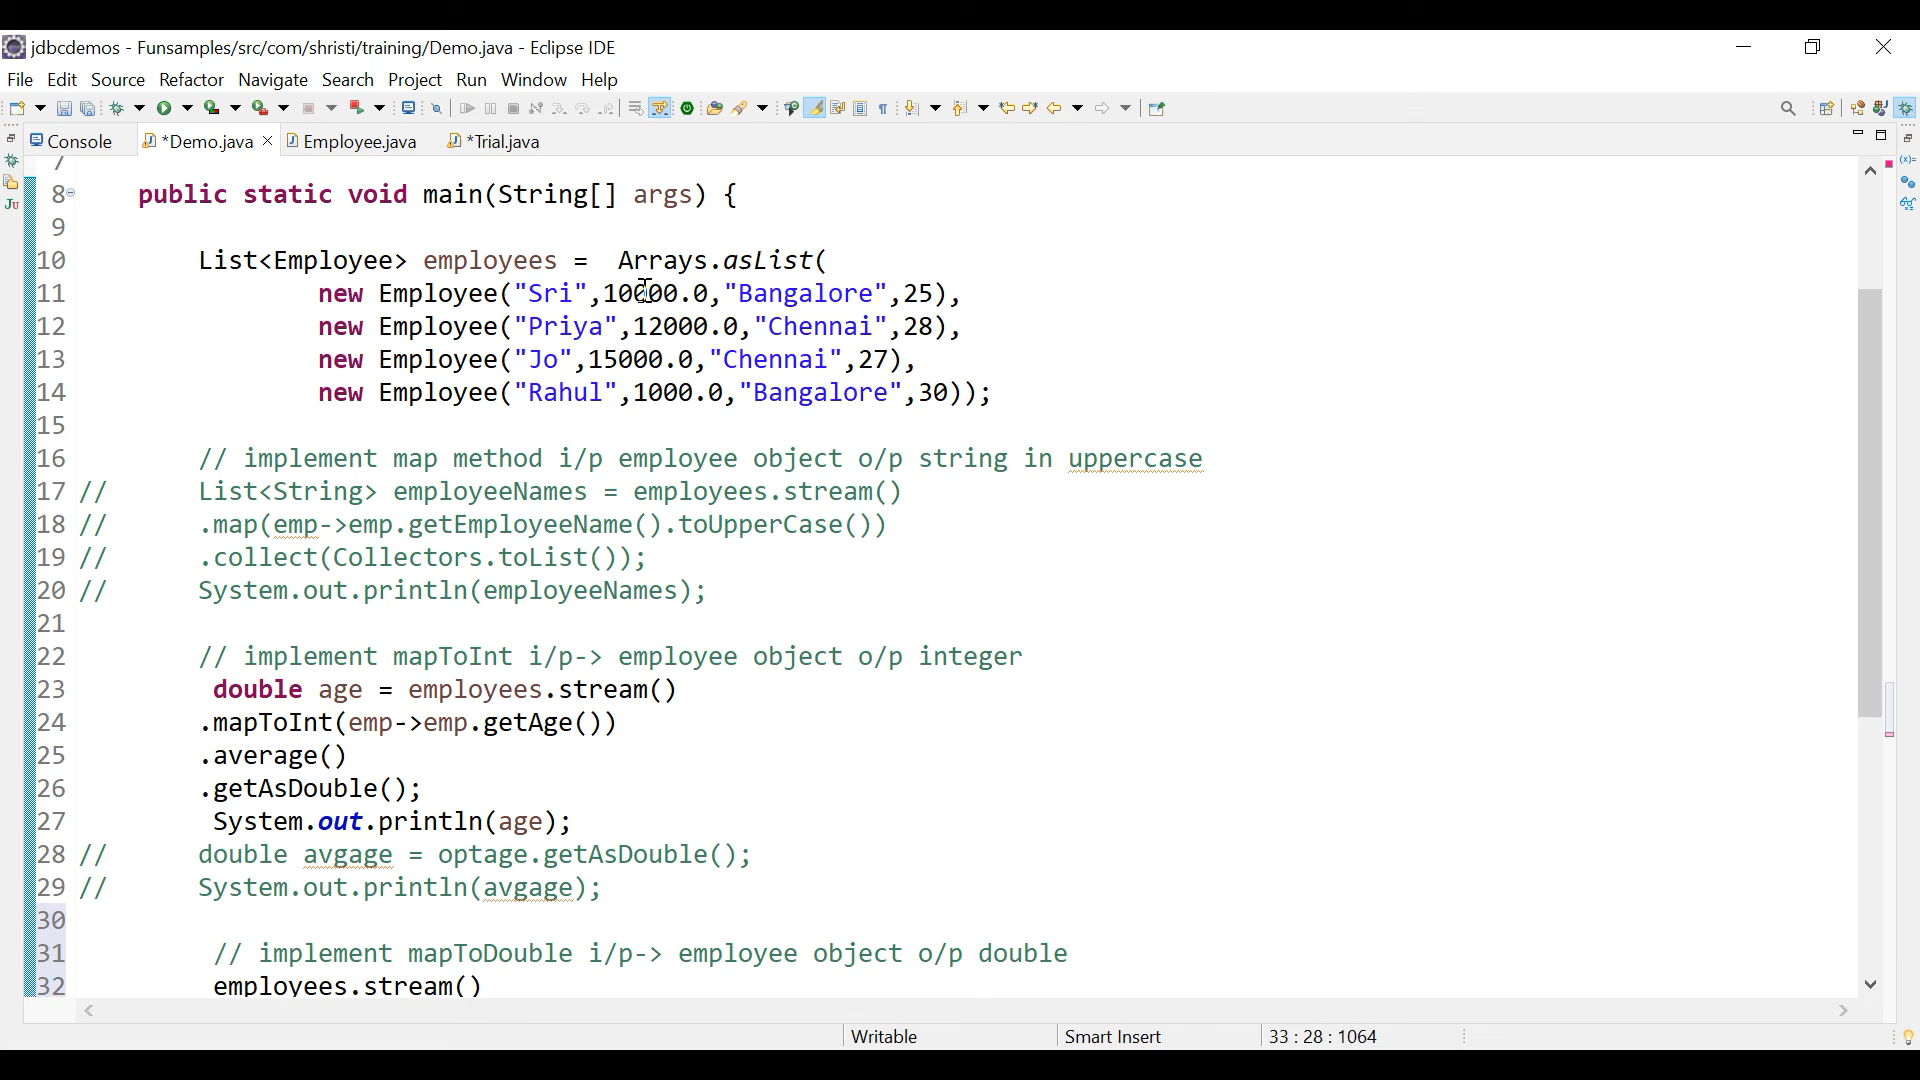 jdbcdemos - Funsamples/src/com/shristi/training/Demo.java - Eclipse IDE
File Edit Source Refactor Navigate Search Project Run Window Help
Console *Demo.java Employee.java *Trial.java
7
8 public static void main(String[] args) {
9
10 List<Employee> employees =  Arrays.asList(
11 new Employee("Sri",10000.0,"Bangalore",25),
12 new Employee("Priya",12000.0,"Chennai",28),
13 new Employee("Jo",15000.0,"Chennai",27),
14 new Employee("Rahul",1000.0,"Bangalore",30));
15
16 // implement map method i/p employee object o/p string in uppercase
17 // List<String> employeeNames = employees.stream()
18 // .map(emp->emp.getEmployeeName().toUpperCase())
19 // .collect(Collectors.toList());
20 // System.out.println(employeeNames);
21
22 // implement mapToInt i/p-> employee object o/p integer
23 double age = employees.stream()
24 .mapToInt(emp->emp.getAge())
25 .average()
26 .getAsDouble();
27 System.out.println(age);
28 // double avgage = optage.getAsDouble();
29 // System.out.println(avgage);
30
31 // implement mapToDouble i/p-> employee object o/p double
32 employees.stream()
Writable Smart Insert 33 : 28 : 1064